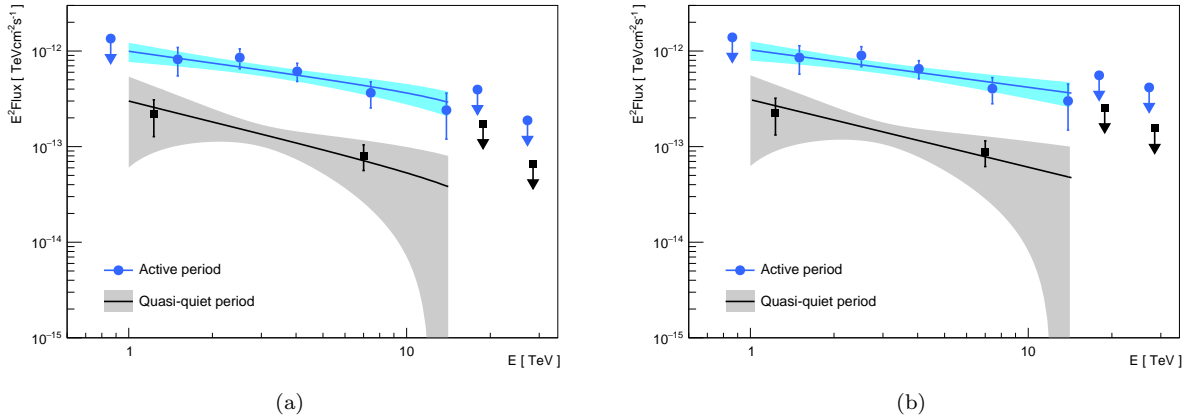 E²Flux [ TeVcm⁻²s⁻¹]
10⁻¹²
10⁻¹³
10⁻¹⁴
10⁻¹⁵
Active period
Quasi-quiet period
1
10
E [ TeV]
(a)
E²Flux [ TeVcm⁻²s⁻¹]
10⁻¹²
10⁻¹³
10⁻¹⁴
10⁻¹⁵
Active period
Quasi-quiet period
1
10
E [ TeV]
(b)